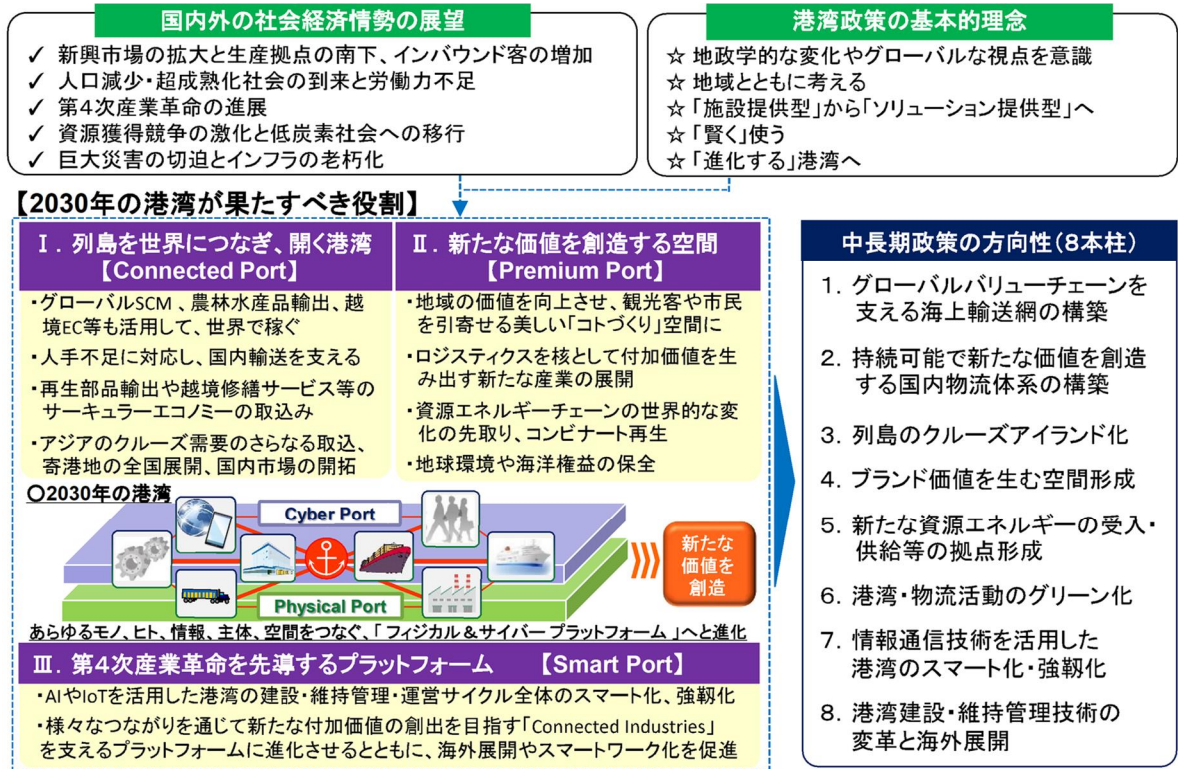 国内外の社会経済情勢の展望
✓ 新興市場の拡大と生産拠点の南下、インバウンド客の増加
✓ 人口減少・超成熟化社会の到来と労働力不足
✓ 第4次産業革命の進展
✓ 資源獲得競争の激化と低炭素社会への移行
✓ 巨大災害の切迫とインフラの老朽化
港湾政策の基本的理念
☆ 地政学的な変化やグローバルな視点を意識
☆ 地域とともに考える
☆「施設提供型」から「ソリューション提供型」へ
☆「賢く」使う
☆「進化する」港湾へ
【2030年の港湾が果たすべき役割】
Ⅰ．列島を世界につなぎ、開く港湾
【Connected Port】
・グローバルSCM 、農林水産品輸出、越
境EC等も活用して、世界で稼ぐ
・人手不足に対応し、国内輸送を支える
・再生部品輸出や越境修繕サービス等の
サーキュラーエコノミーの取込み
・アジアのクルーズ需要のさらなる取込、
寄港地の全国展開、国内市場の開拓
Ⅱ．新たな価値を創造する空間
【Premium Port】
・地域の価値を向上させ、観光客や市民
を引寄せる美しい「コトづくり」空間に
・ロジスティクスを核として付加価値を生
み出す新たな産業の展開
・資源エネルギーチェーンの世界的な変
化の先取り、コンビナート再生
・地球環境や海洋権益の保全
〇2030年の港湾
Cyber Port
Physical Port
新たな
価値を
創造
あらゆるモノ、ヒト、情報、主体、空間をつなぐ、「 フィジカル＆サイバー プラットフォーム 」へと進化
Ⅲ．第4次産業革命を先導するプラットフォーム 【Smart Port】
・AIやIoTを活用した港湾の建設・維持管理・運営サイクル全体のスマート化、強靱化
・様々なつながりを通じて新たな付加価値の創出を目指す「Connected Industries」
を支えるプラットフォームに進化させるとともに、海外展開やスマートワーク化を促進
中長期政策の方向性（8本柱）
1. グローバルバリューチェーンを
支える海上輸送網の構築
2. 持続可能で新たな価値を創造
する国内物流体系の構築
3. 列島のクルーズアイランド化
4. ブランド価値を生む空間形成
5. 新たな資源エネルギーの受入・
供給等の拠点形成
6. 港湾・物流活動のグリーン化
7. 情報通信技術を活用した
港湾のスマート化・強靱化
8. 港湾建設・維持管理技術の
変革と海外展開